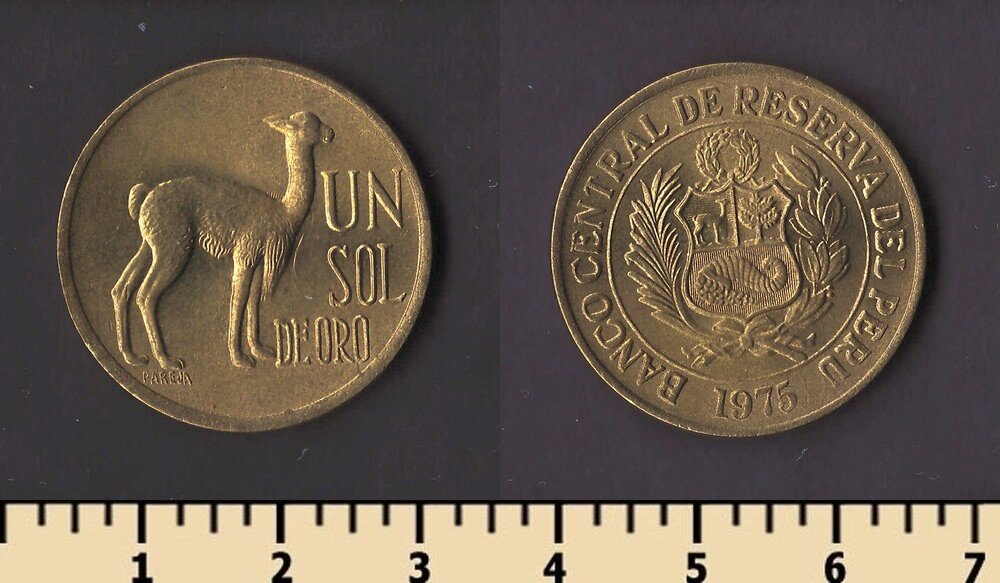 UN
SOL
DE ORO
PAREJA
BANCO CENTRAL DE RESERVA DEL PERU
1975
1 2 3 4 5 6 7